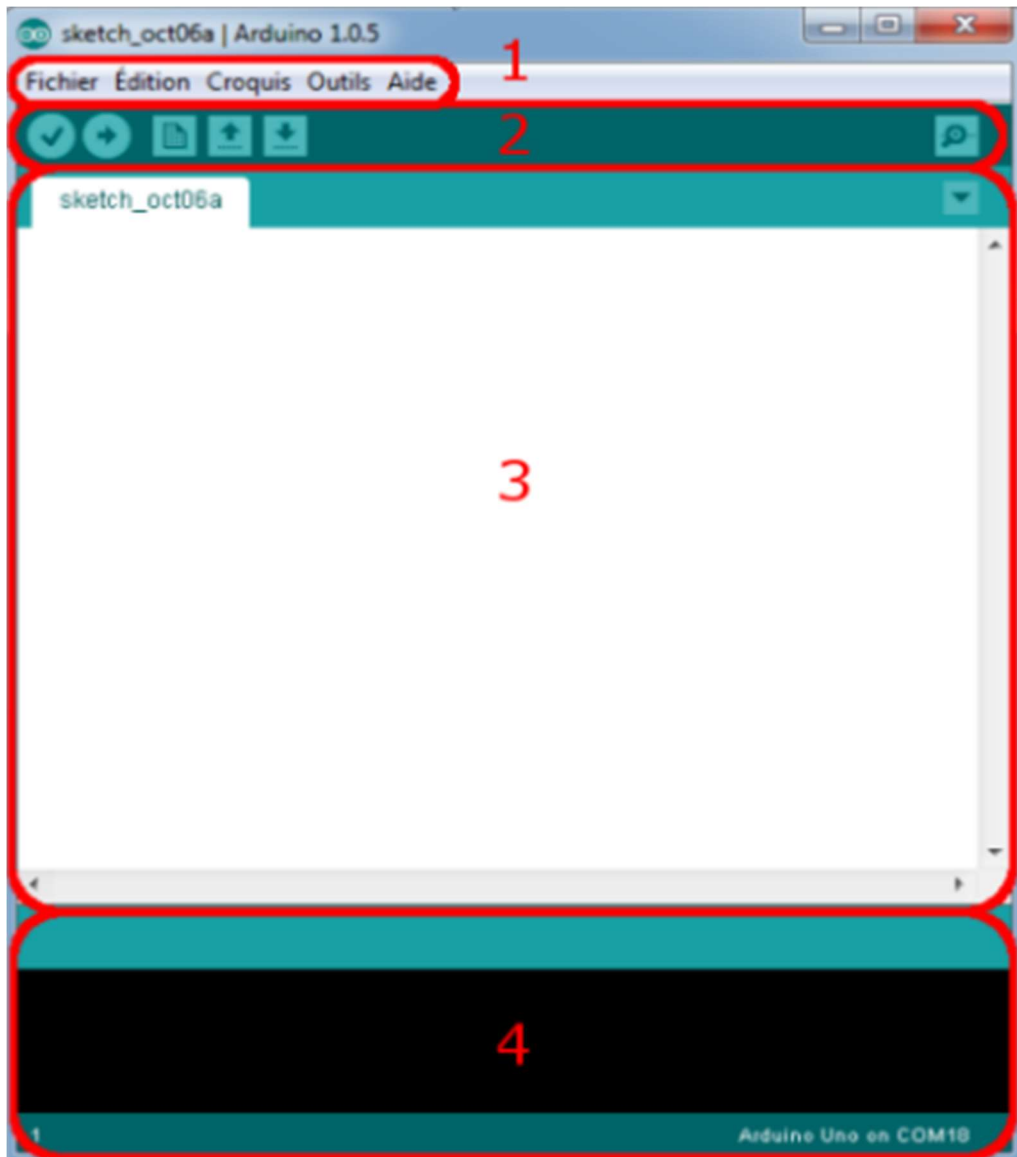 sketch_oct06a | Arduino 1.0.5
1
Fichier Édition Croquis Outils Aide
2
sketch_oct06a
3
4
1
Arduino Uno on COM18